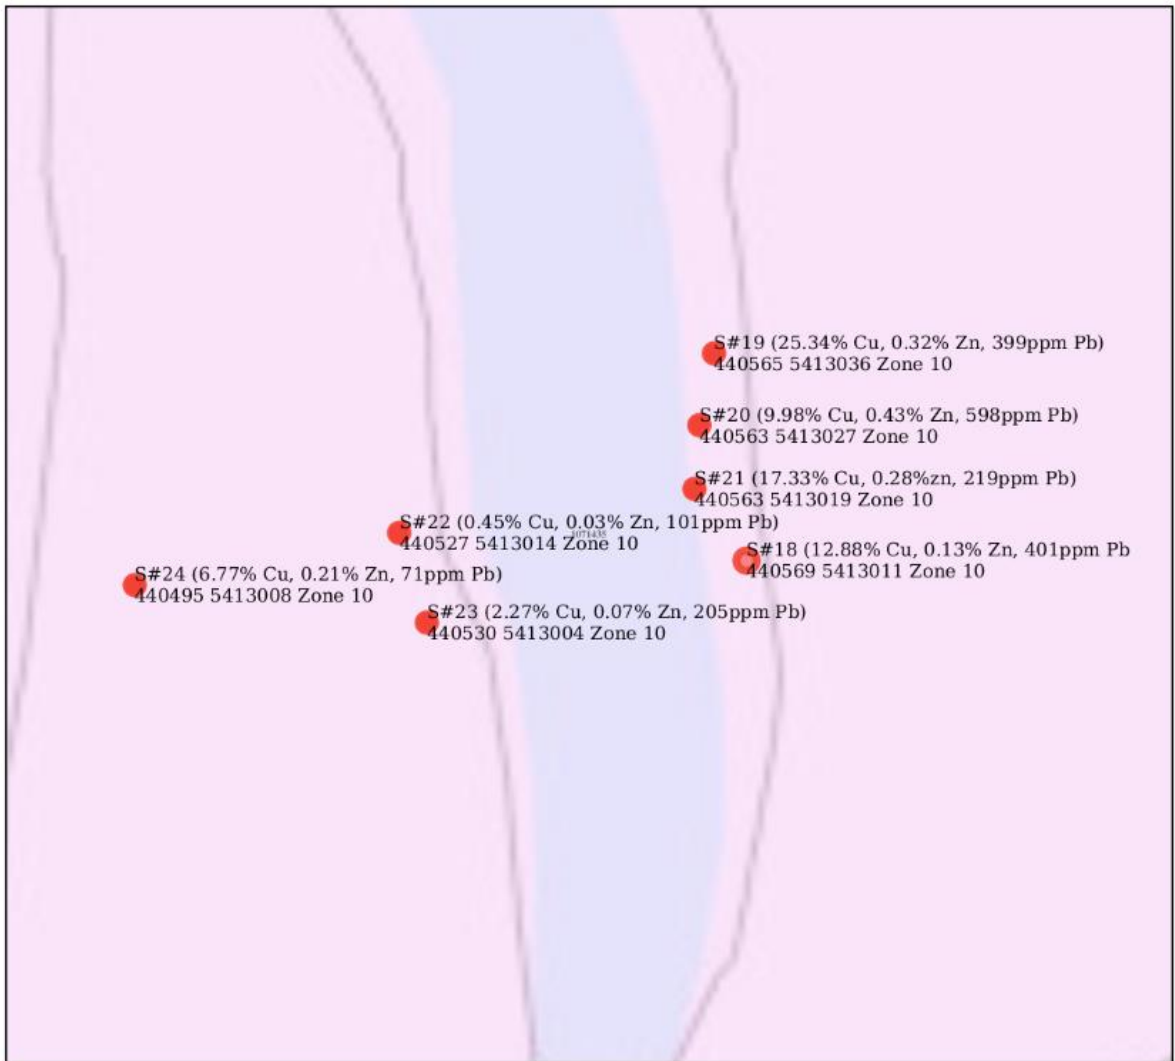 S#19 (25.34% Cu, 0.32% Zn, 399ppm Pb)
440565 5413036 Zone 10
S#20 (9.98% Cu, 0.43% Zn, 598ppm Pb)
440563 5413027 Zone 10
S#21 (17.33% Cu, 0.28%zn, 219ppm Pb)
440563 5413019 Zone 10
S#22 (0.45% Cu, 0.03% Zn, 101ppm Pb)
1071435
440527 5413014 Zone 10
S#18 (12.88% Cu, 0.13% Zn, 401ppm Pb
440569 5413011 Zone 10
S#24 (6.77% Cu, 0.21% Zn, 71ppm Pb)
440495 5413008 Zone 10
S#23 (2.27% Cu, 0.07% Zn, 205ppm Pb)
440530 5413004 Zone 10